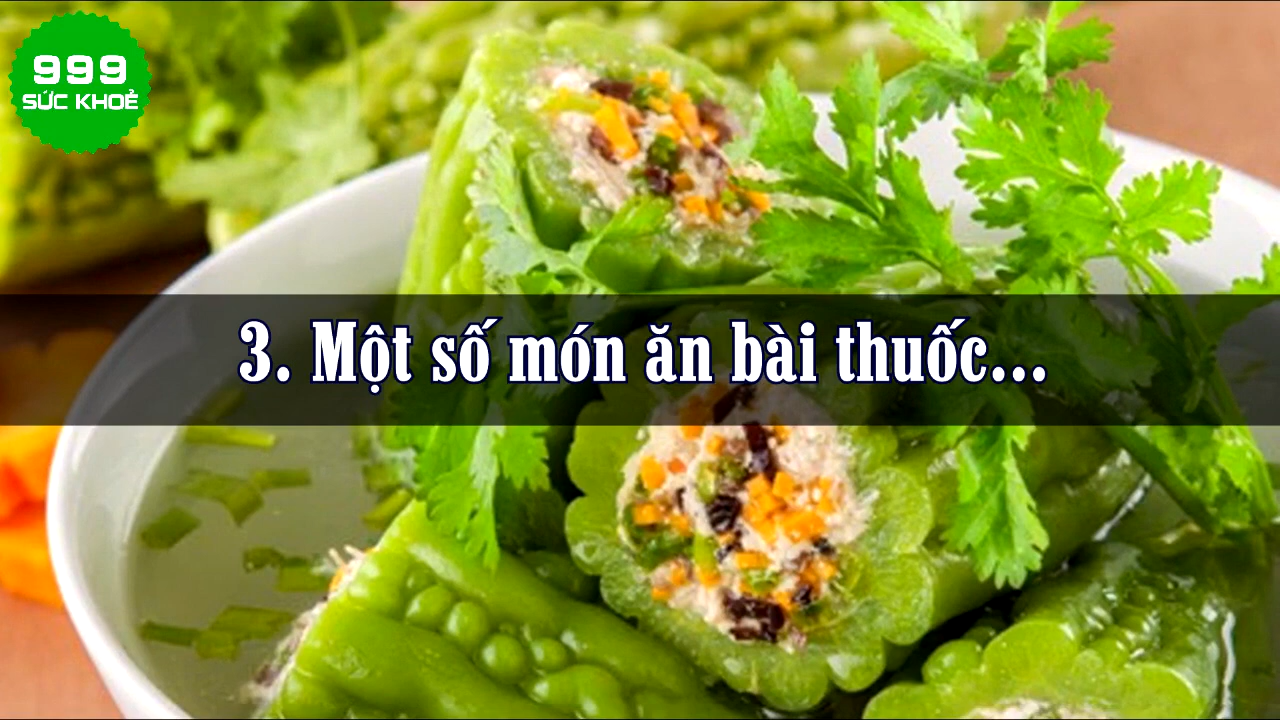 999
SỨC KHOẺ
3. Một số món ăn bài thuốc...